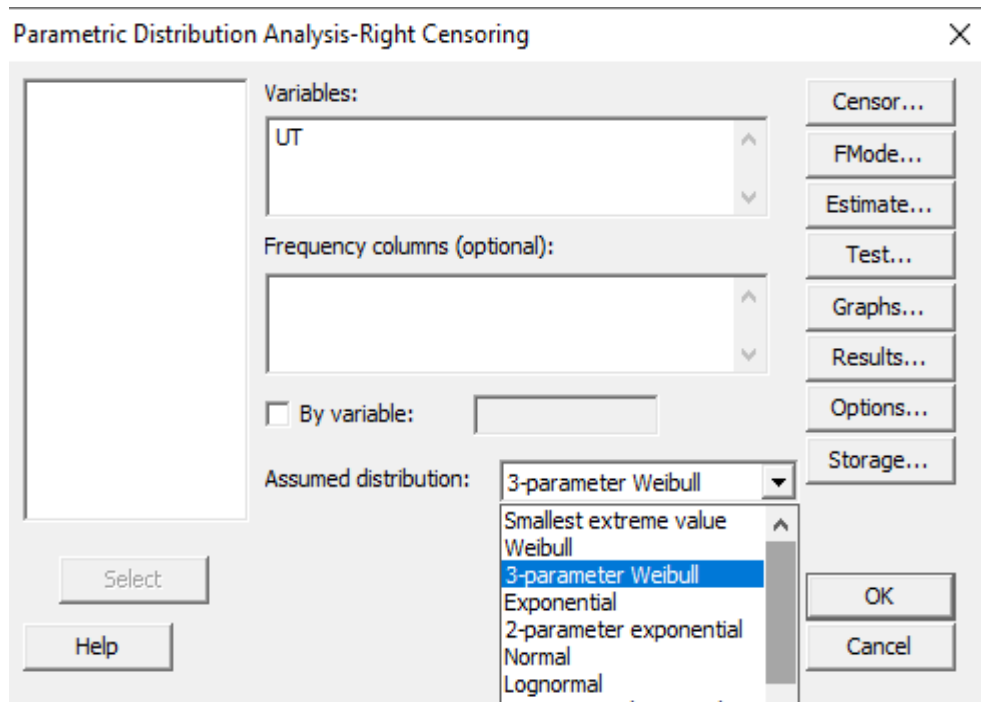 Parametric Distribution Analysis-Right Censoring
Variables:
UT
Frequency columns (optional):
By variable:
Assumed distribution:
3-parameter Weibull
Smallest extreme value
Weibull
3-parameter Weibull
Exponential
2-parameter exponential
Normal
Lognormal
Select
Help
Censor...
FMode...
Estimate...
Test...
Graphs...
Results...
Options...
Storage...
OK
Cancel